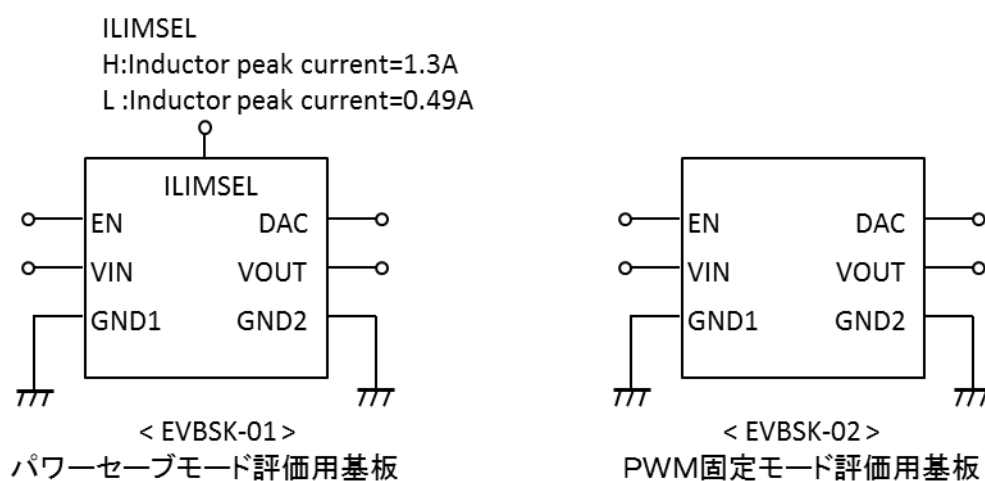 ILIMSEL
H:Inductor peak current=1.3A
L :Inductor peak current=0.49A
ILIMSEL
EN DAC
VIN VOUT
GND1 GND2
< EVBSK-01 >
パワーセーブモード評価用基板
EN DAC
VIN VOUT
GND1 GND2
< EVBSK-02 >
PWM固定モード評価用基板